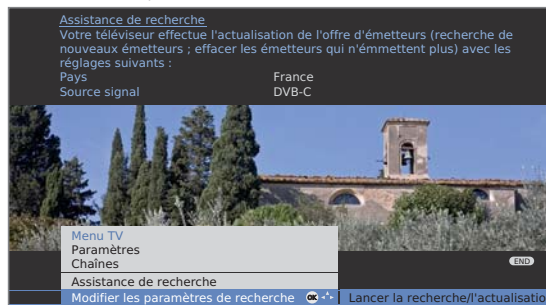 Assistance de recherche
Votre téléviseur effectue l'actualisation de l'offre d'émetteurs (recherche de
nouveaux émetteurs ; effacer les émetteurs qui n'émmettent plus) avec les
réglages suivants :
Pays France
Source signal DVB-C
Menu TV
Paramètres
Chaînes
END
Assistance de recherche
Modifier les paramètres de recherche OK Lancer la recherche/l'actualisatio